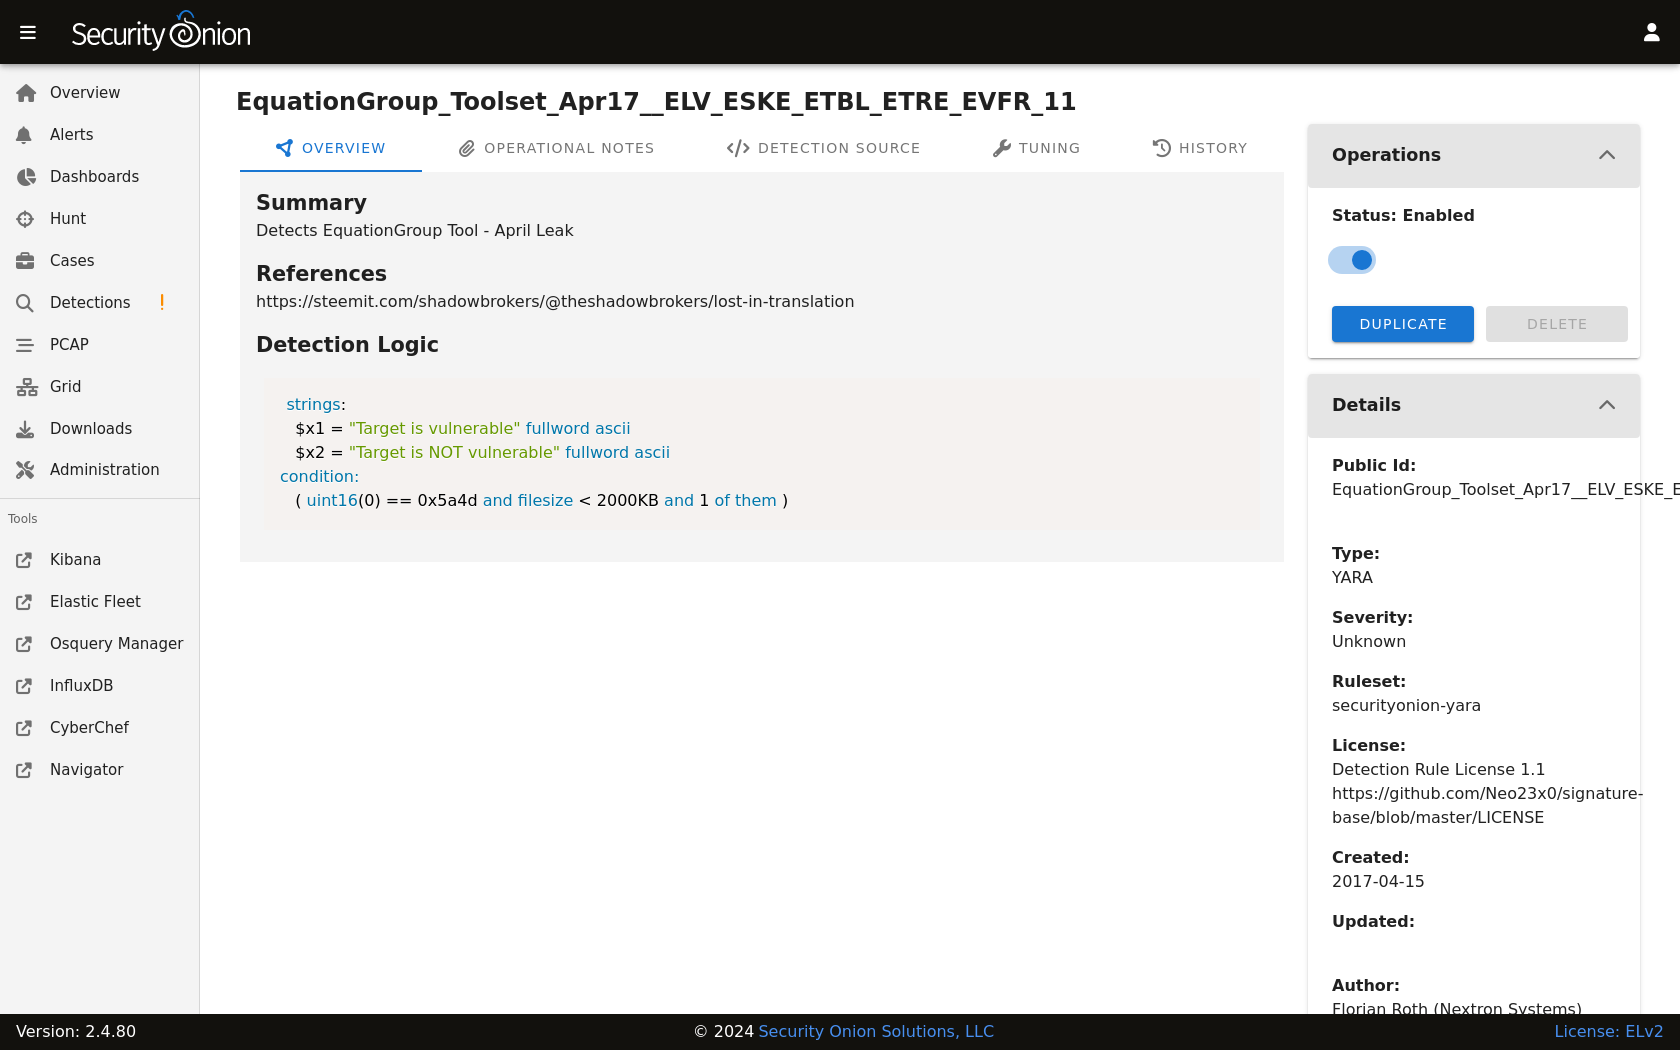 Security Onion
Overview
Alerts
Dashboards
Hunt
Cases
Detections !
PCAP
Grid
Downloads
Administration
Tools
Kibana
Elastic Fleet
Osquery Manager
InfluxDB
CyberChef
Navigator
EquationGroup_Toolset_Apr17__ELV_ESKE_ETBL_ETRE_EVFR_11
OVERVIEW
OPERATIONAL NOTES
DETECTION SOURCE
TUNING
HISTORY
Summary
Detects EquationGroup Tool - April Leak
References
https://steemit.com/shadowbrokers/@theshadowbrokers/lost-in-translation
Detection Logic
strings:
$x1 = "Target is vulnerable" fullword ascii
$x2 = "Target is NOT vulnerable" fullword ascii
condition:
( uint16(0) == 0x5a4d and filesize < 2000KB and 1 of them )
Operations
Status: Enabled
DUPLICATE
DELETE
Details
Public Id:
EquationGroup_Toolset_Apr17__ELV_ESKE_E
Type:
YARA
Severity:
Unknown
Ruleset:
securityonion-yara
License:
Detection Rule License 1.1
https://github.com/Neo23x0/signature-
base/blob/master/LICENSE
Created:
2017-04-15
Updated:
Author:
Florian Roth (Nextron Systems)
Version: 2.4.80
© 2024 Security Onion Solutions, LLC
License: ELv2